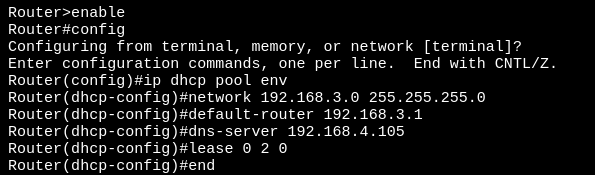 Router>enable
Router#config
Configuring from terminal, memory, or network [terminal]?
Enter configuration commands, one per line.  End with CNTL/Z.
Router(config)#ip dhcp pool env
Router(dhcp-config)#network 192.168.3.0 255.255.255.0
Router(dhcp-config)#default-router 192.168.3.1
Router(dhcp-config)#dns-server 192.168.4.105
Router(dhcp-config)#lease 0 2 0
Router(dhcp-config)#end